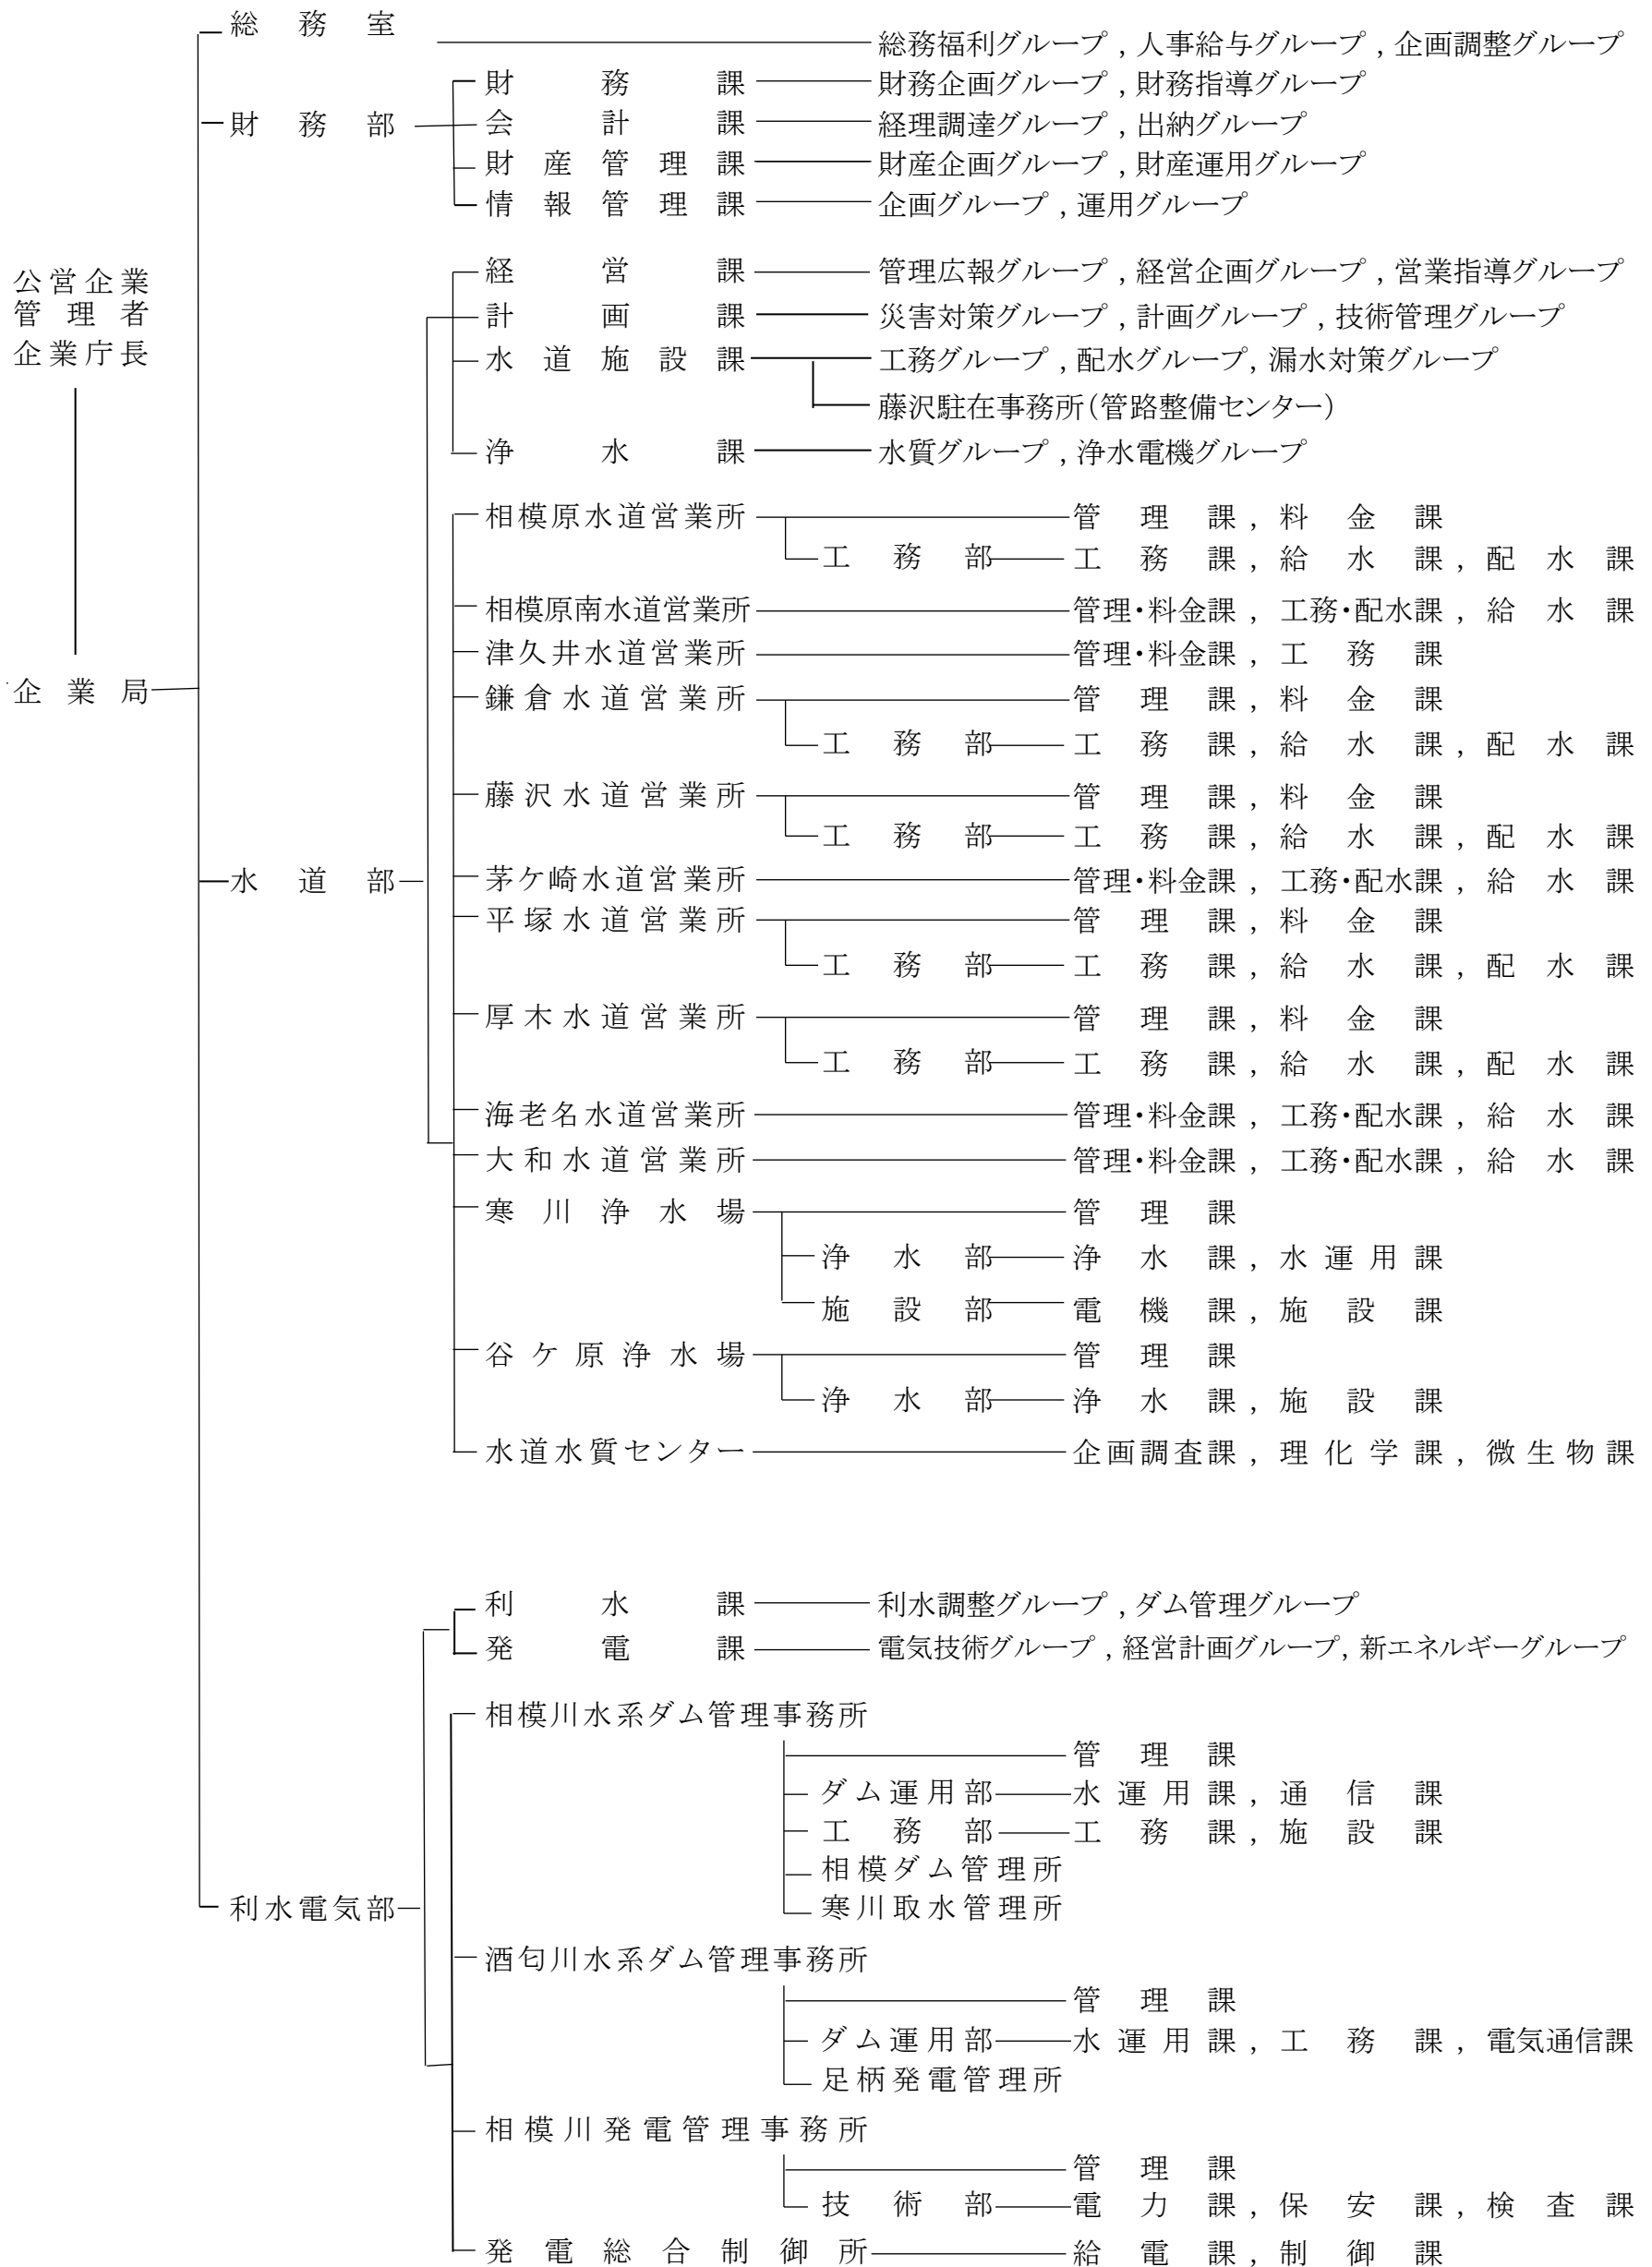 総務室 総務福利グループ , 人事給与グループ , 企画調整グループ
財務課 財務企画グループ , 財務指導グループ
財務部 会計課 経理調達グループ , 出納グループ
財産管理課 財産企画グループ , 財産運用グループ
情報管理課 企画グループ , 運用グループ
公営企業
管理者
企業庁長
経営課 管理広報グループ , 経営企画グループ , 営業指導グループ
計画課 災害対策グループ , 計画グループ , 技術管理グループ
水道施設課 工務グループ , 配水グループ, 漏水対策グループ
藤沢駐在事務所(管路整備センター)
浄水課 水質グループ , 浄水電機グループ
相模原水道営業所 管理課 , 料金課
工務部 工務課 , 給水課 , 配水課
相模原南水道営業所 管理・料金課 , 工務・配水課 , 給水課
津久井水道営業所 管理・料金課 , 工務課
企業局 鎌倉水道営業所 管理課 , 料金課
工務部 工務課 , 給水課 , 配水課
藤沢水道営業所 管理課 , 料金課
工務部 工務課 , 給水課 , 配水課
水道部 茅ケ崎水道営業所 管理・料金課 , 工務・配水課 , 給水課
平塚水道営業所 管理課 , 料金課
工務部 工務課 , 給水課 , 配水課
厚木水道営業所 管理課 , 料金課
工務部 工務課 , 給水課 , 配水課
海老名水道営業所 管理・料金課 , 工務・配水課 , 給水課
大和水道営業所 管理・料金課 , 工務・配水課 , 給水課
寒川浄水場 管理課
浄水部 浄水課 , 水運用課
施設部 電機課 , 施設課
谷ケ原浄水場 管理課
浄水部 浄水課 , 施設課
水道水質センター 企画調査課 , 理化学課 , 微生物課
利水課 利水調整グループ , ダム管理グループ
発電課 電気技術グループ , 経営計画グループ, 新エネルギーグループ
相模川水系ダム管理事務所
管理課
ダム運用部 水運用課 , 通信課
工務部 工務課 , 施設課
相模ダム管理所
利水電気部 寒川取水管理所
酒匂川水系ダム管理事務所
管理課
ダム運用部 水運用課 , 工務課 , 電気通信課
足柄発電管理所
相模川発電管理事務所
管理課
技術部 電力課 , 保安課 , 検査課
発電総合制御所 給電課 , 制御課